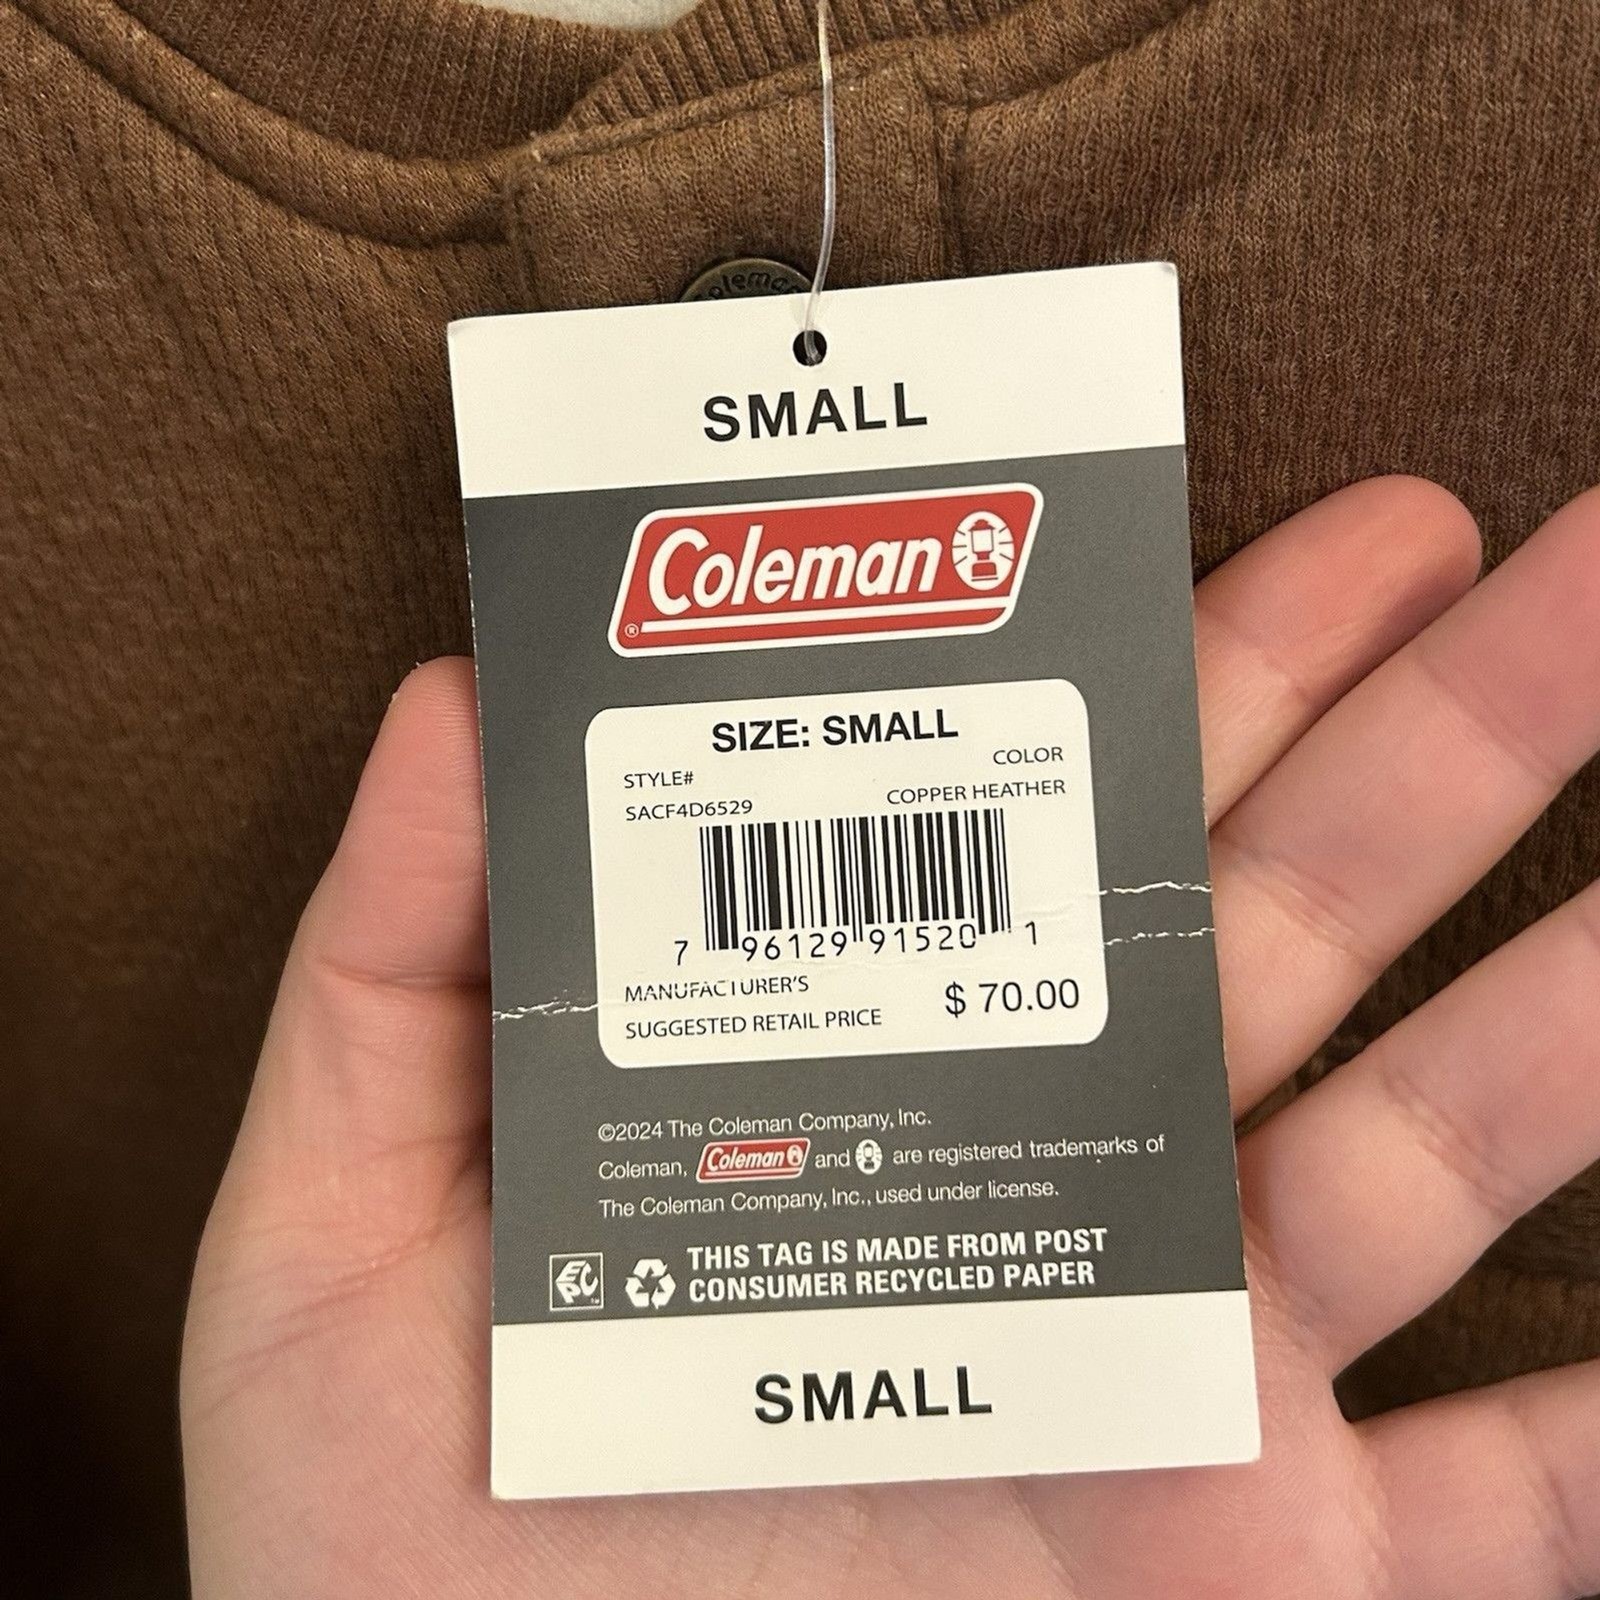 Coleman
SMALL
Coleman
®
SIZE: SMALL
STYLE#
COLOR
SACF4D6529
COPPER HEATHER
7 96129 91520 1
MANUFACTURER'S
SUGGESTED RETAIL PRICE
$ 70.00
©2024 The Coleman Company, Inc.
Coleman, Coleman and are registered trademarks of
The Coleman Company, Inc., used under license.
THIS TAG IS MADE FROM POST
CONSUMER RECYCLED PAPER
SMALL